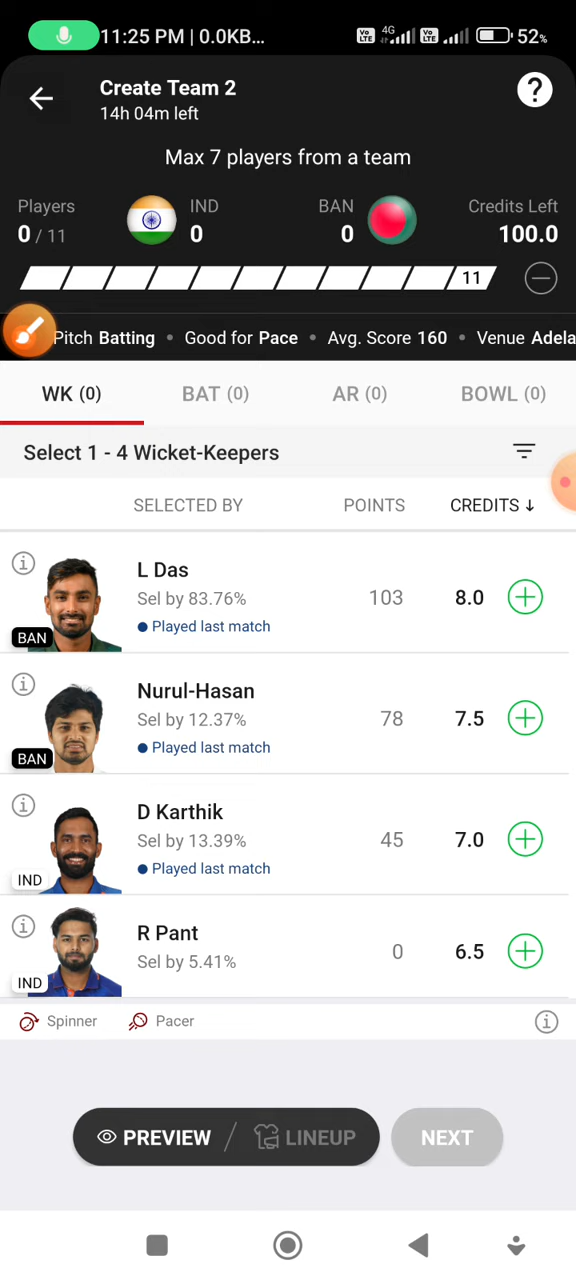 11:25 PM | 0.0KB... Vo LTE 4G Vo LTE 52%
Create Team 2
14h 04m left
?
Max 7 players from a team
Players IND BAN Credits Left
0 / 11 0 0 100.0
11
Pitch Batting • Good for Pace • Avg. Score 160 • Venue Adela
WK (0) BAT (0) AR (0) BOWL (0)
Select 1 - 4 Wicket-Keepers
SELECTED BY POINTS CREDITS ↓
i L Das
Sel by 83.76% 103 8.0
BAN Played last match
i Nurul-Hasan
Sel by 12.37% 78 7.5
BAN Played last match
i D Karthik
Sel by 13.39% 45 7.0
IND Played last match
i R Pant
Sel by 5.41% 0 6.5
IND
Spinner Pacer i
PREVIEW / LINEUP NEXT